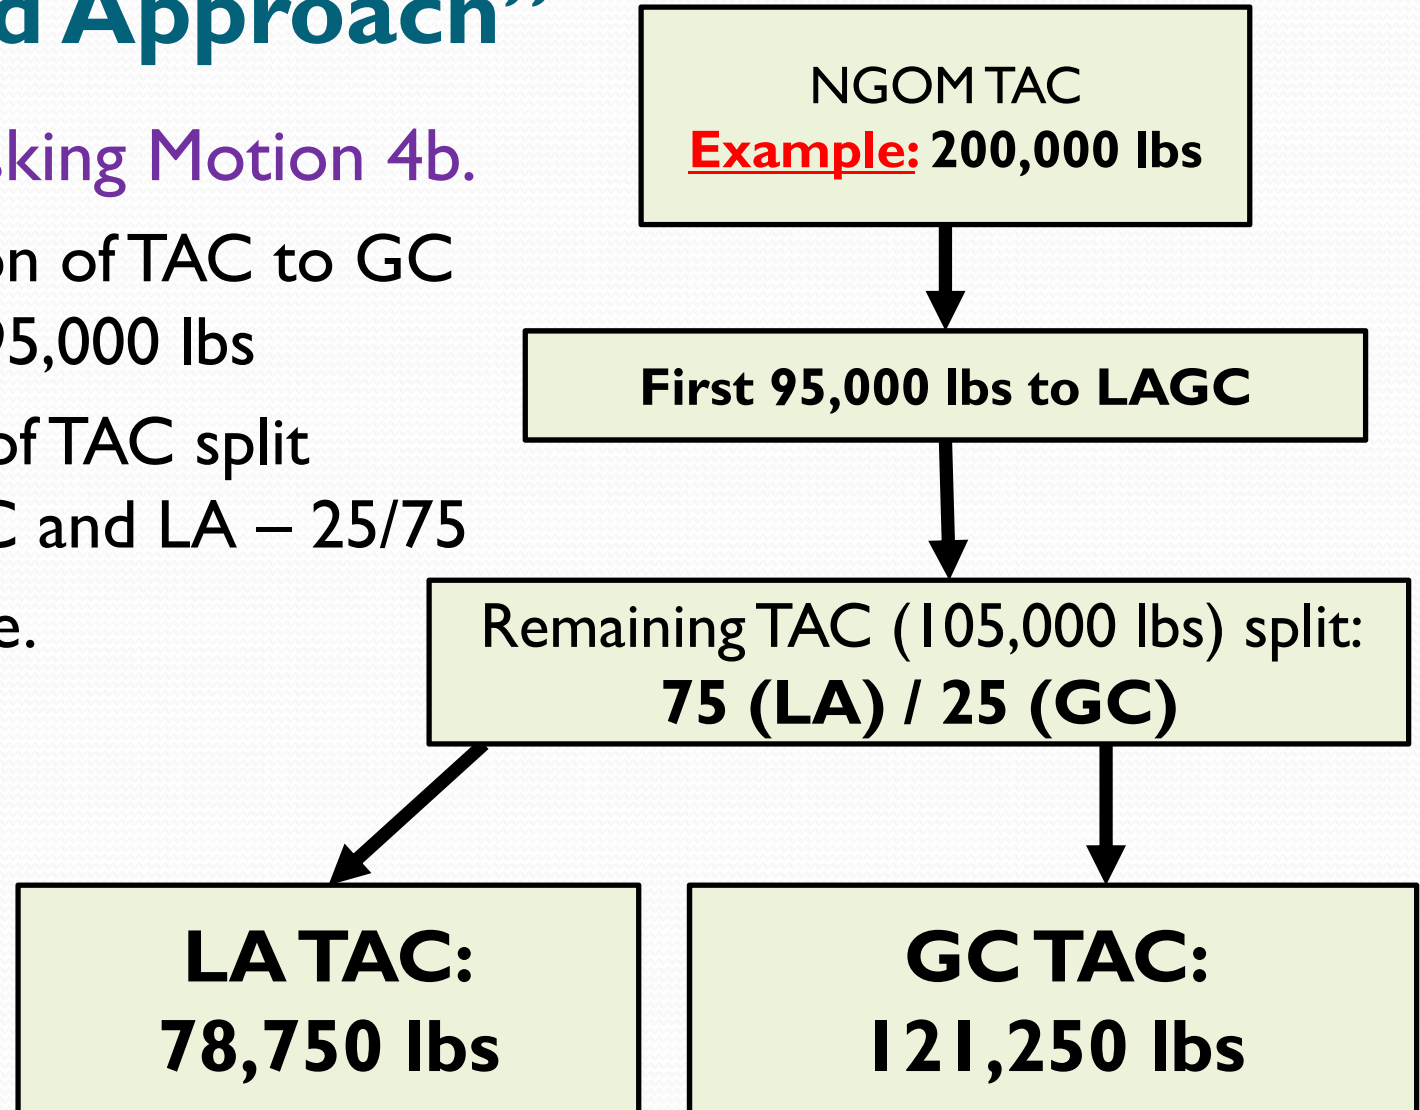 d Approach”
king Motion 4b.
on of TAC to GC
95,000 lbs
of TAC split
C and LA – 25/75
e.
NGOM TAC
Example: 200,000 lbs
First 95,000 lbs to LAGC
Remaining TAC (105,000 lbs) split:
75 (LA) / 25 (GC)
LA TAC:
78,750 lbs
GC TAC:
121,250 lbs